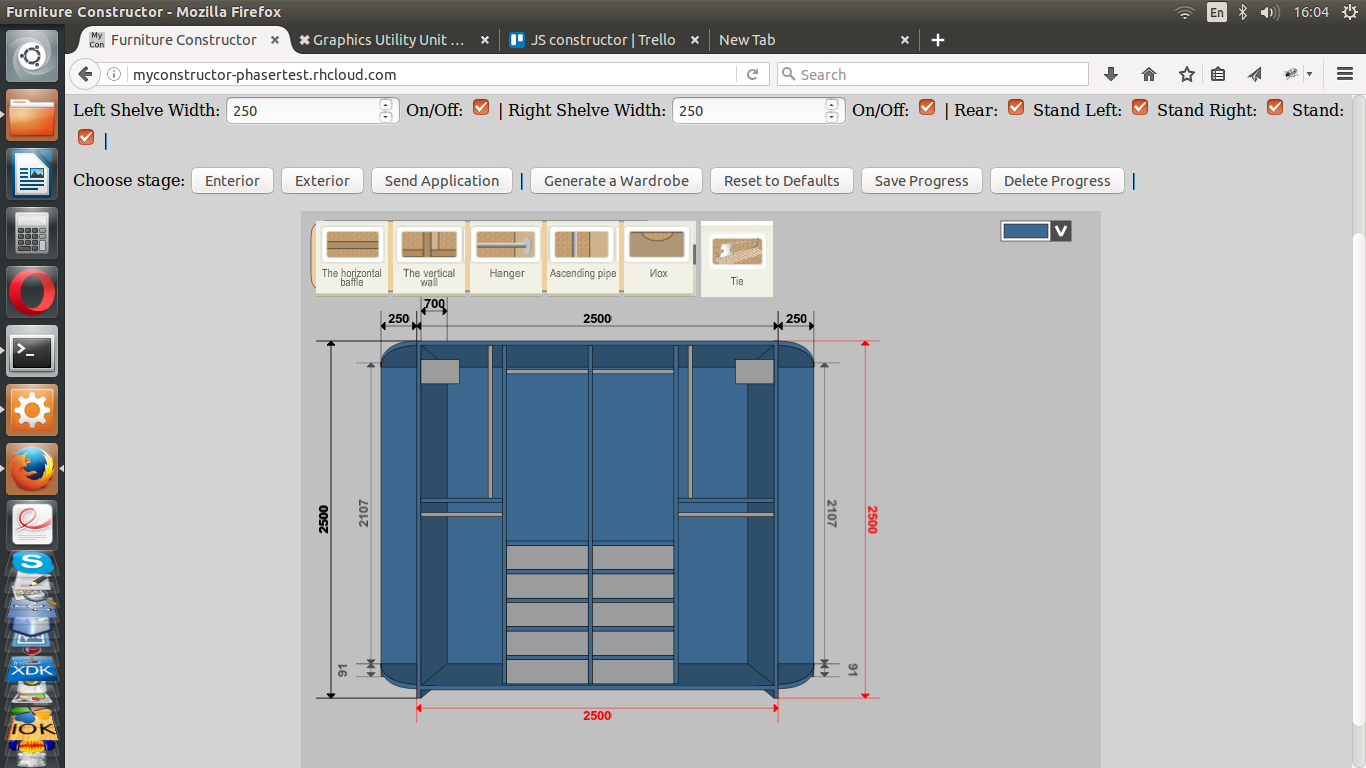 Furniture Constructor - Mozilla Firefox
En
16:04
My Con
Furniture Constructor
Graphics Utility Unit ...
JS constructor | Trello
New Tab
myconstructor-phasertest.rhcloud.com
Search
Left Shelve Width: 250 On/Off: | Right Shelve Width: 250 On/Off: | Rear: Stand Left: Stand Right: Stand:
|
Choose stage: Enterior Exterior Send Application | Generate a Wardrobe Reset to Defaults Save Progress Delete Progress |
The horizontal
baffle
The vertical
wall
Hanger
Ascending pipe
Иox
Tie
V
700
250
2500
250
2500
2107
91
2107
91
2500
2500
XDK
IOK